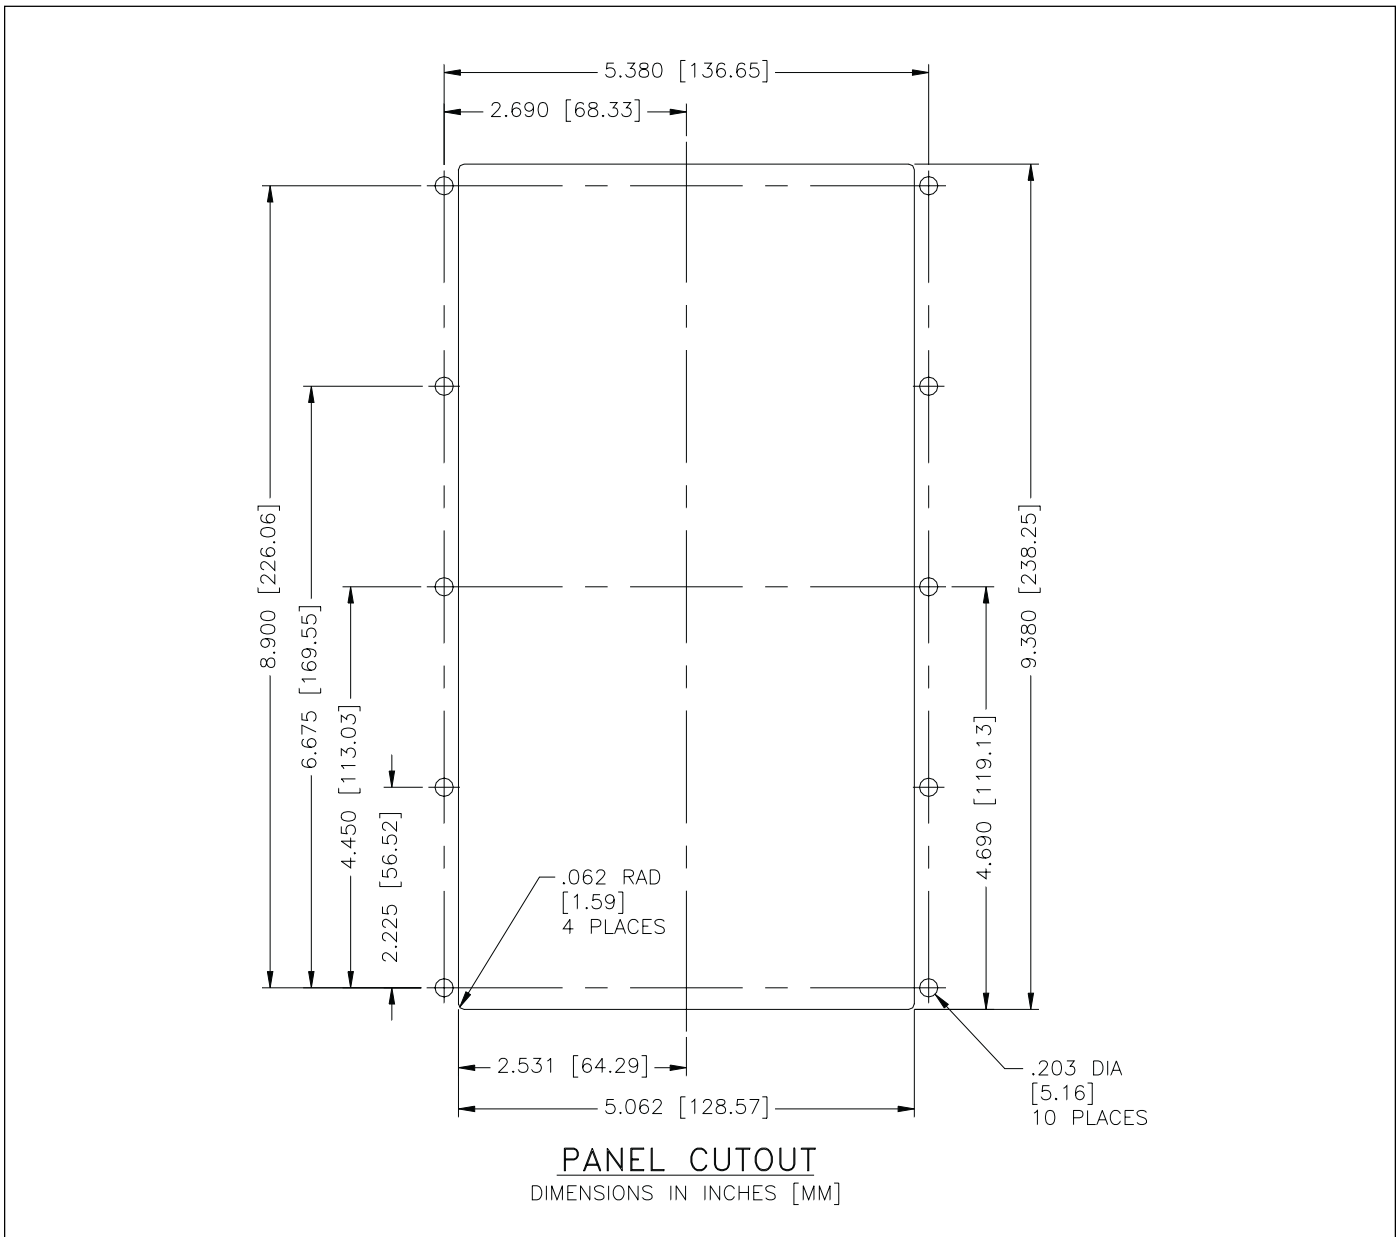 5.380 [136.65]
2.690 [68.33]
8.900 [226.06]
6.675 [169.55]
4.450 [113.03]
2.225 [56.52]
9.380 [238.25]
4.690 [119.13]
.062 RAD
[1.59]
4 PLACES
2.531 [64.29]
5.062 [128.57]
.203 DIA
[5.16]
10 PLACES
PANEL CUTOUT
DIMENSIONS IN INCHES [MM]